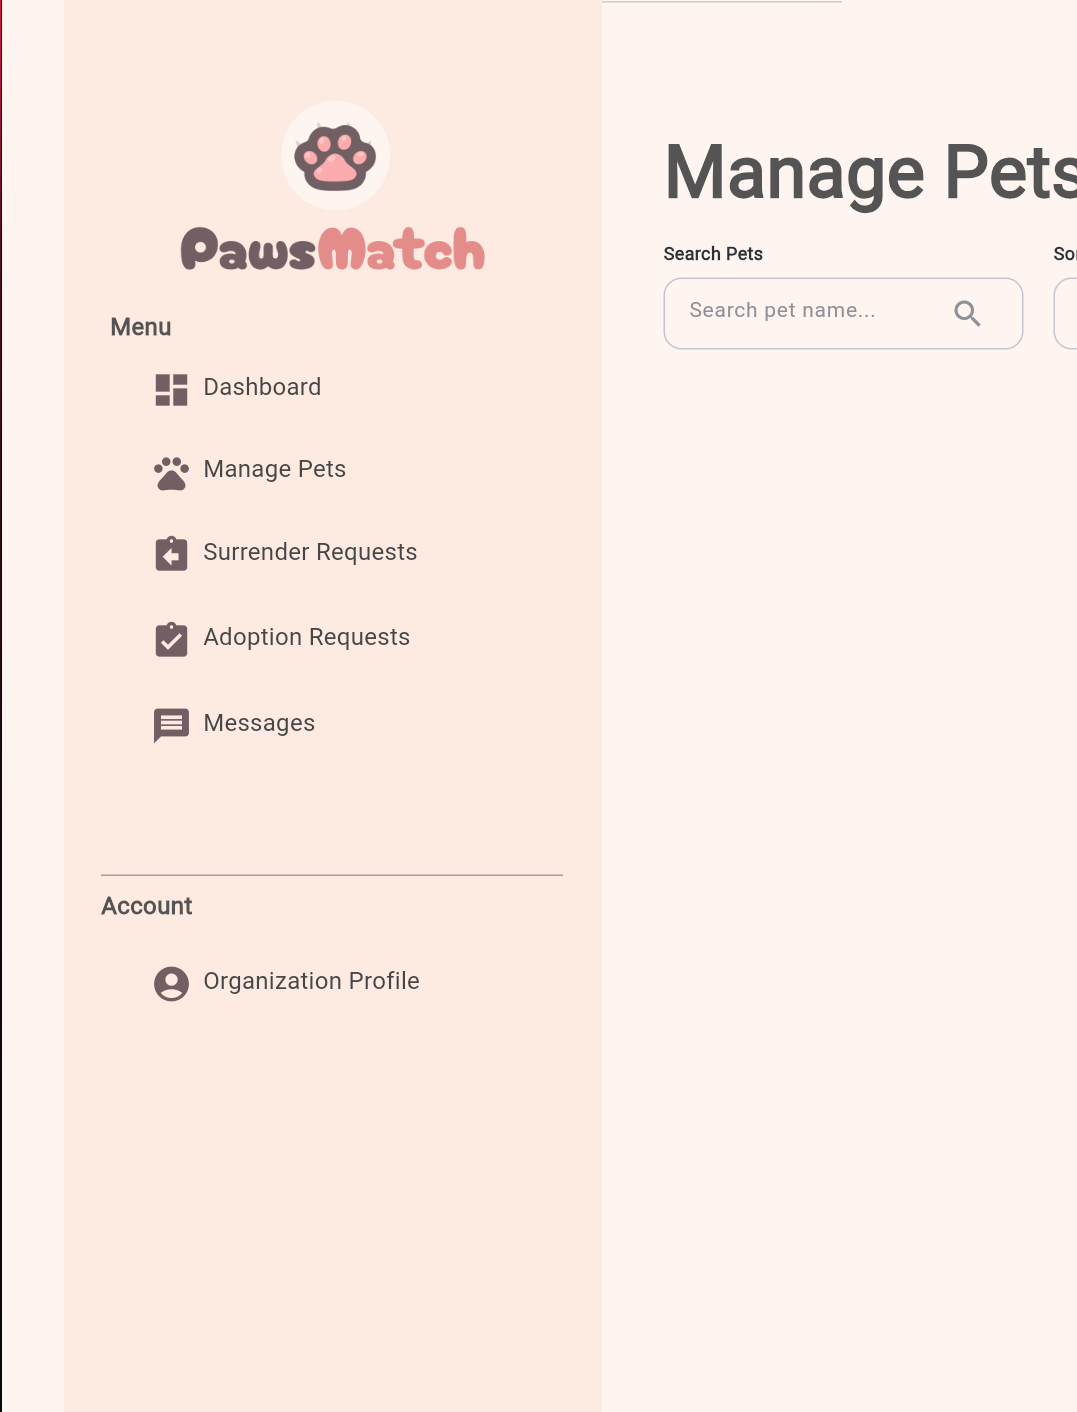 PawsMatch
Menu
Dashboard
Manage Pets
Surrender Requests
Adoption Requests
Messages
Account
Organization Profile
Manage Pets
Search Pets
Search pet name...